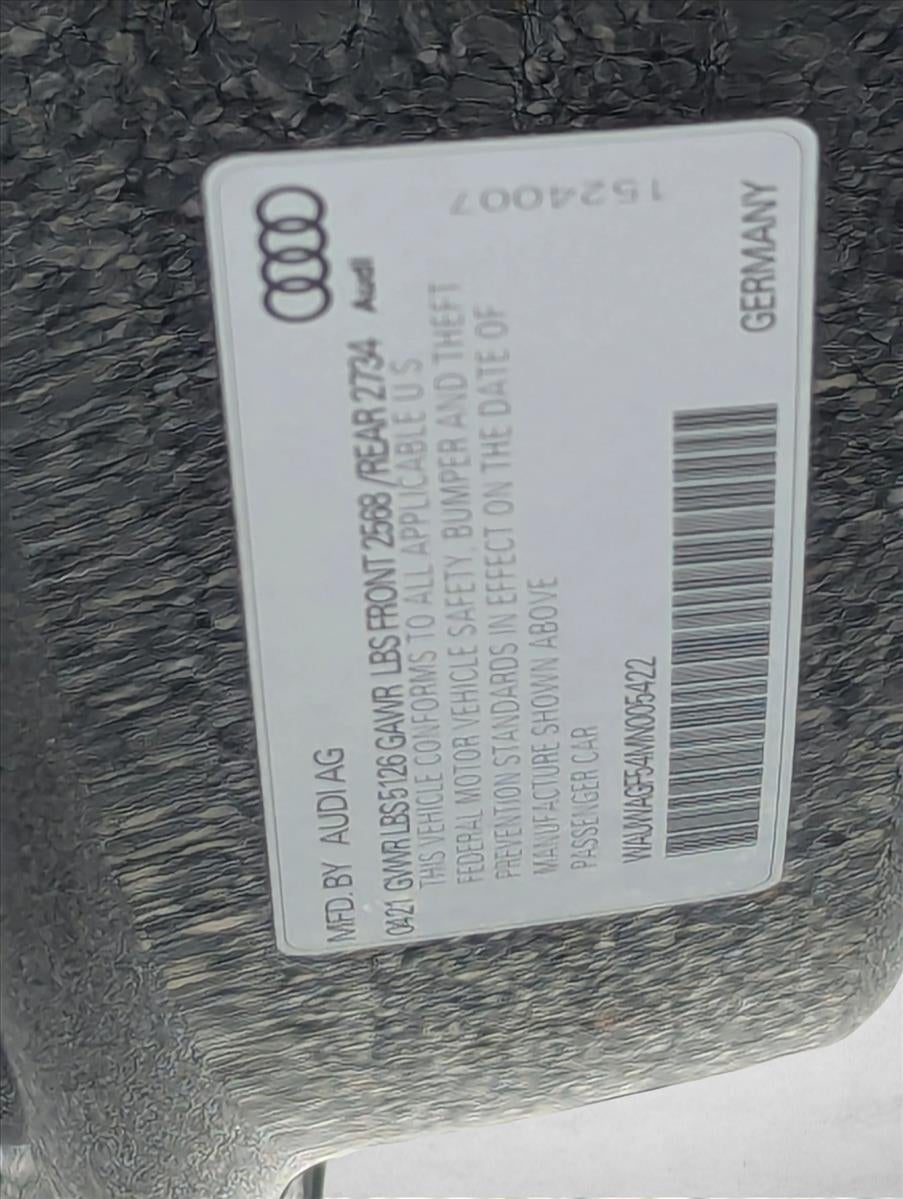 MFD. BY AUDI AG
0421 GVWR LBS 5126 GAWR LBS FRONT 2568 /REAR 2734 Audi
THIS VEHICLE CONFORMS TO ALL APPLICABLE U S
FEDERAL MOTOR VEHICLE SAFETY, BUMPER AND THEFT
PREVENTION STANDARDS IN EFFECT ON THE DATE OF
MANUFACTURE SHOWN ABOVE
PASSENGER CAR
1524007
GERMANY